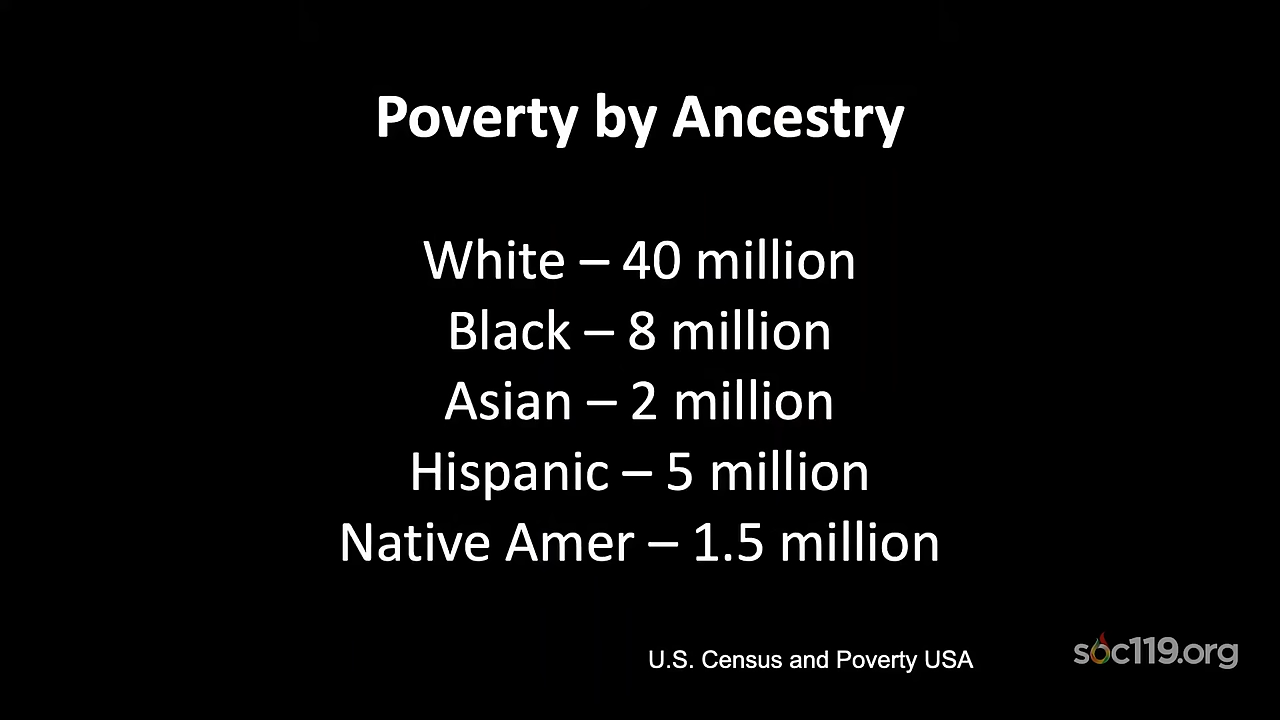 Poverty by Ancestry
White – 40 million
Black – 8 million
Asian – 2 million
Hispanic – 5 million
Native Amer – 1.5 million
U.S. Census and Poverty USA
soc119.org